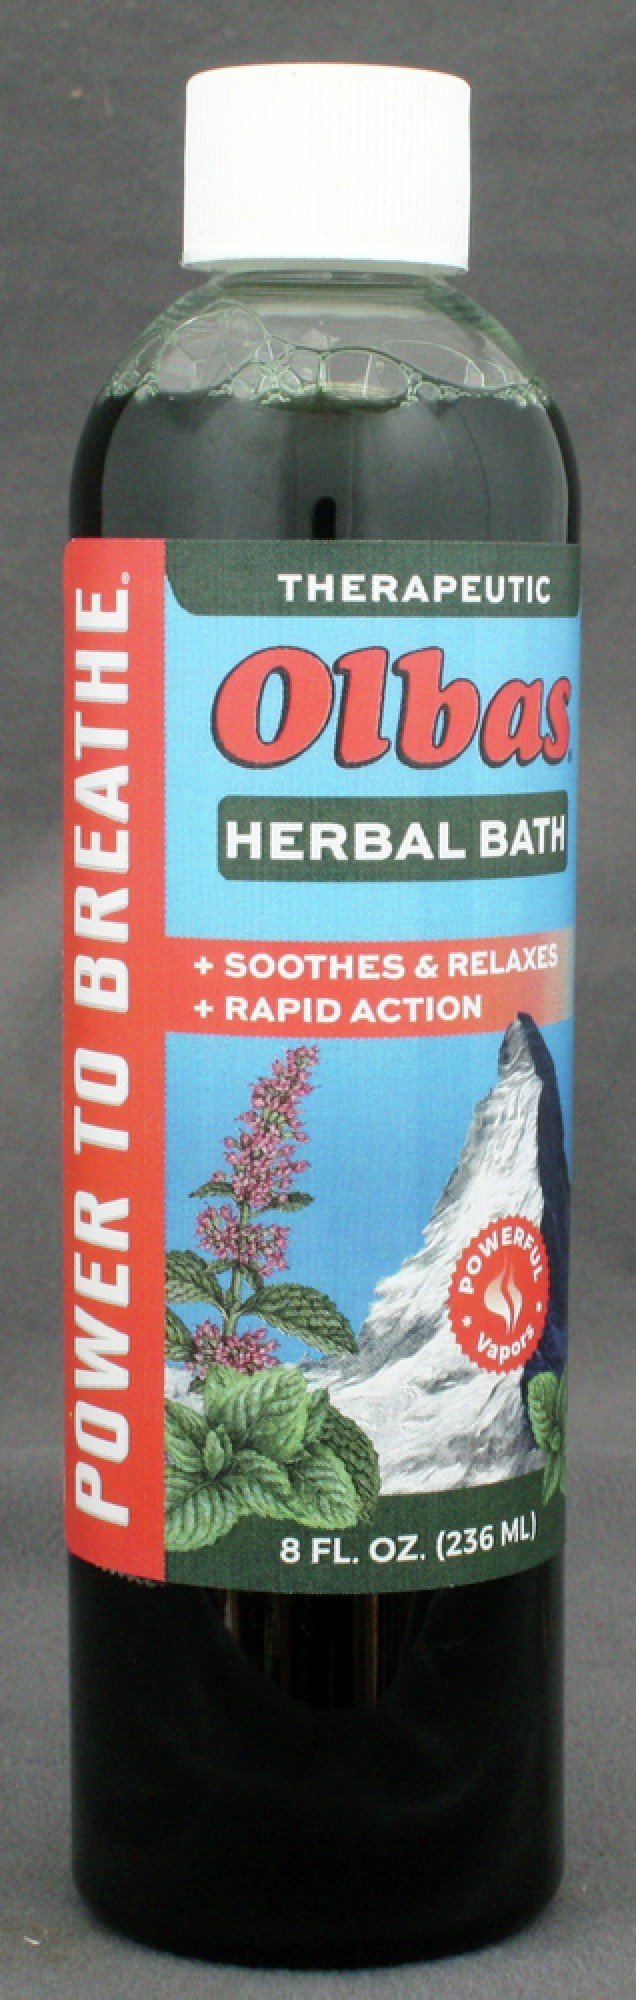 POWER TO BREATHE.®
THERAPEUTIC
Olbas
HERBAL BATH
+ SOOTHES & RELAXES
+ RAPID ACTION
POWERFUL
Vapors
8 FL. OZ. (236 ML)